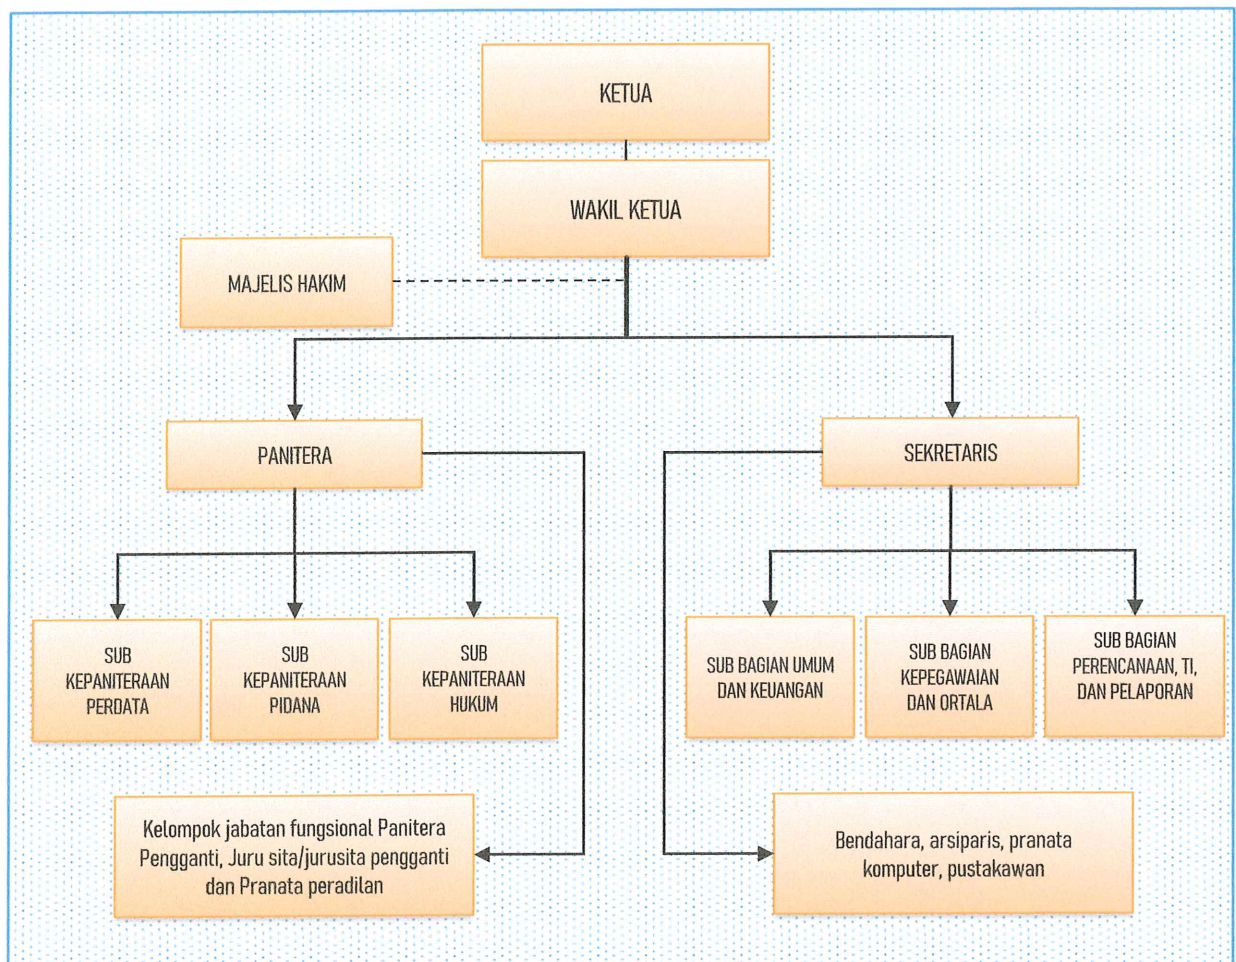 KETUA
WAKIL KETUA
MAJELIS HAKIM
PANITERA
SEKRETARIS
SUB
KEPANITERAAN
PERDATA
SUB
KEPANITERAAN
PIDANA
SUB
KEPANITERAAN
HUKUM
SUB BAGIAN UMUM
DAN KEUANGAN
SUB BAGIAN
KEPEGAWAIAN
DAN ORTALA
SUB BAGIAN
PERENCANAAN, TI,
DAN PELAPORAN
Kelompok jabatan fungsional Panitera
Pengganti, Juru sita/jurusita pengganti
dan Pranata peradilan
Bendahara, arsiparis, pranata
komputer, pustakawan